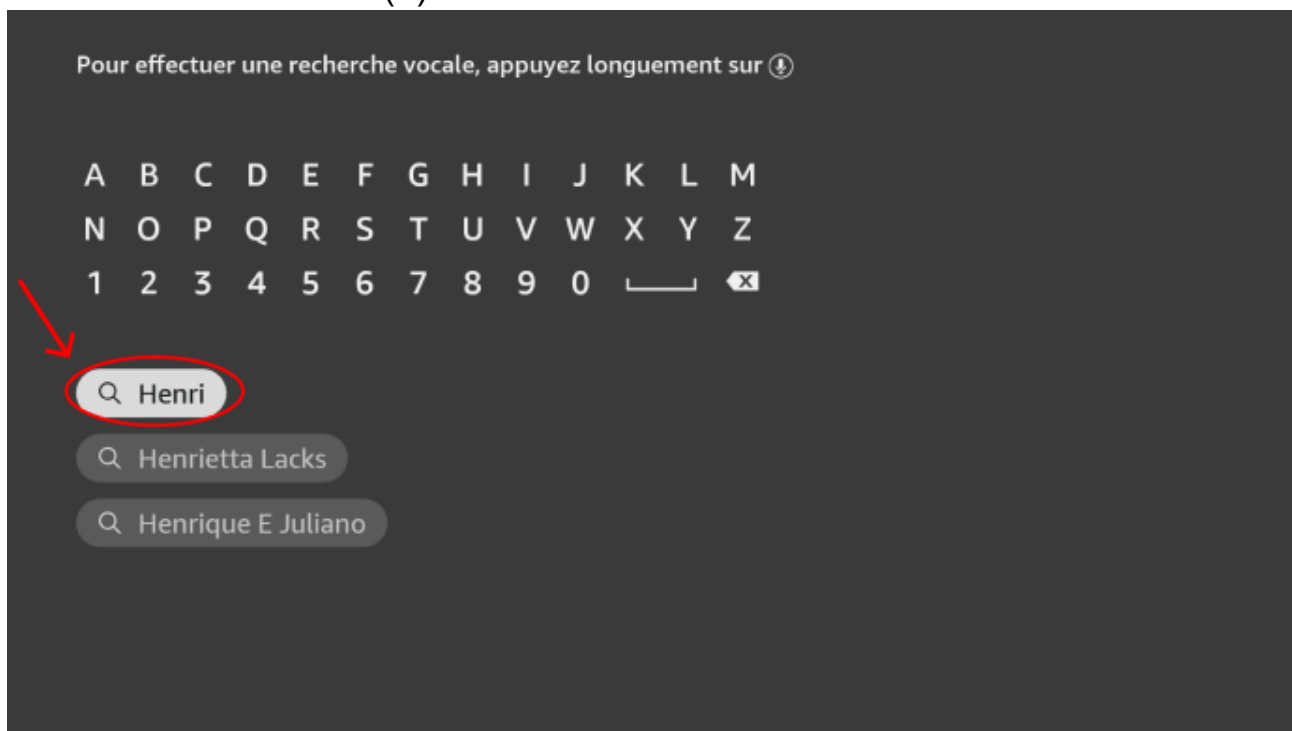 Pour effectuer une recherche vocale, appuyez longuement sur
A B C D E F G H I J K L M
N O P Q R S T U V W X Y Z
1 2 3 4 5 6 7 8 9 0
Henri
Henrietta Lacks
Henrique E Juliano